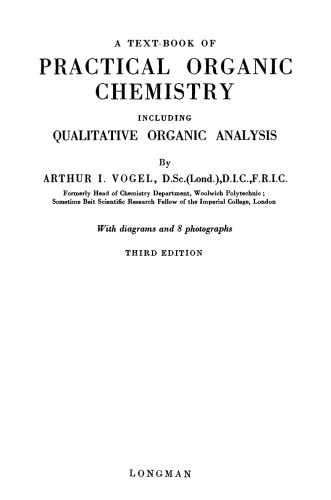 A TEXT-BOOK OF
PRACTICAL ORGANIC
CHEMISTRY
INCLUDING
QUALITATIVE ORGANIC ANALYSIS
By
ARTHUR I. VOGEL, D.Sc.(Lond.),D.I.C.,F.R.I.C.
Formerly Head of Chemistry Department, Woolwich Polytechnic ;
Sometime Beit Scientific Research Fellow of the Imperial College, London
With diagrams and 8 photographs
THIRD EDITION
LONGMAN